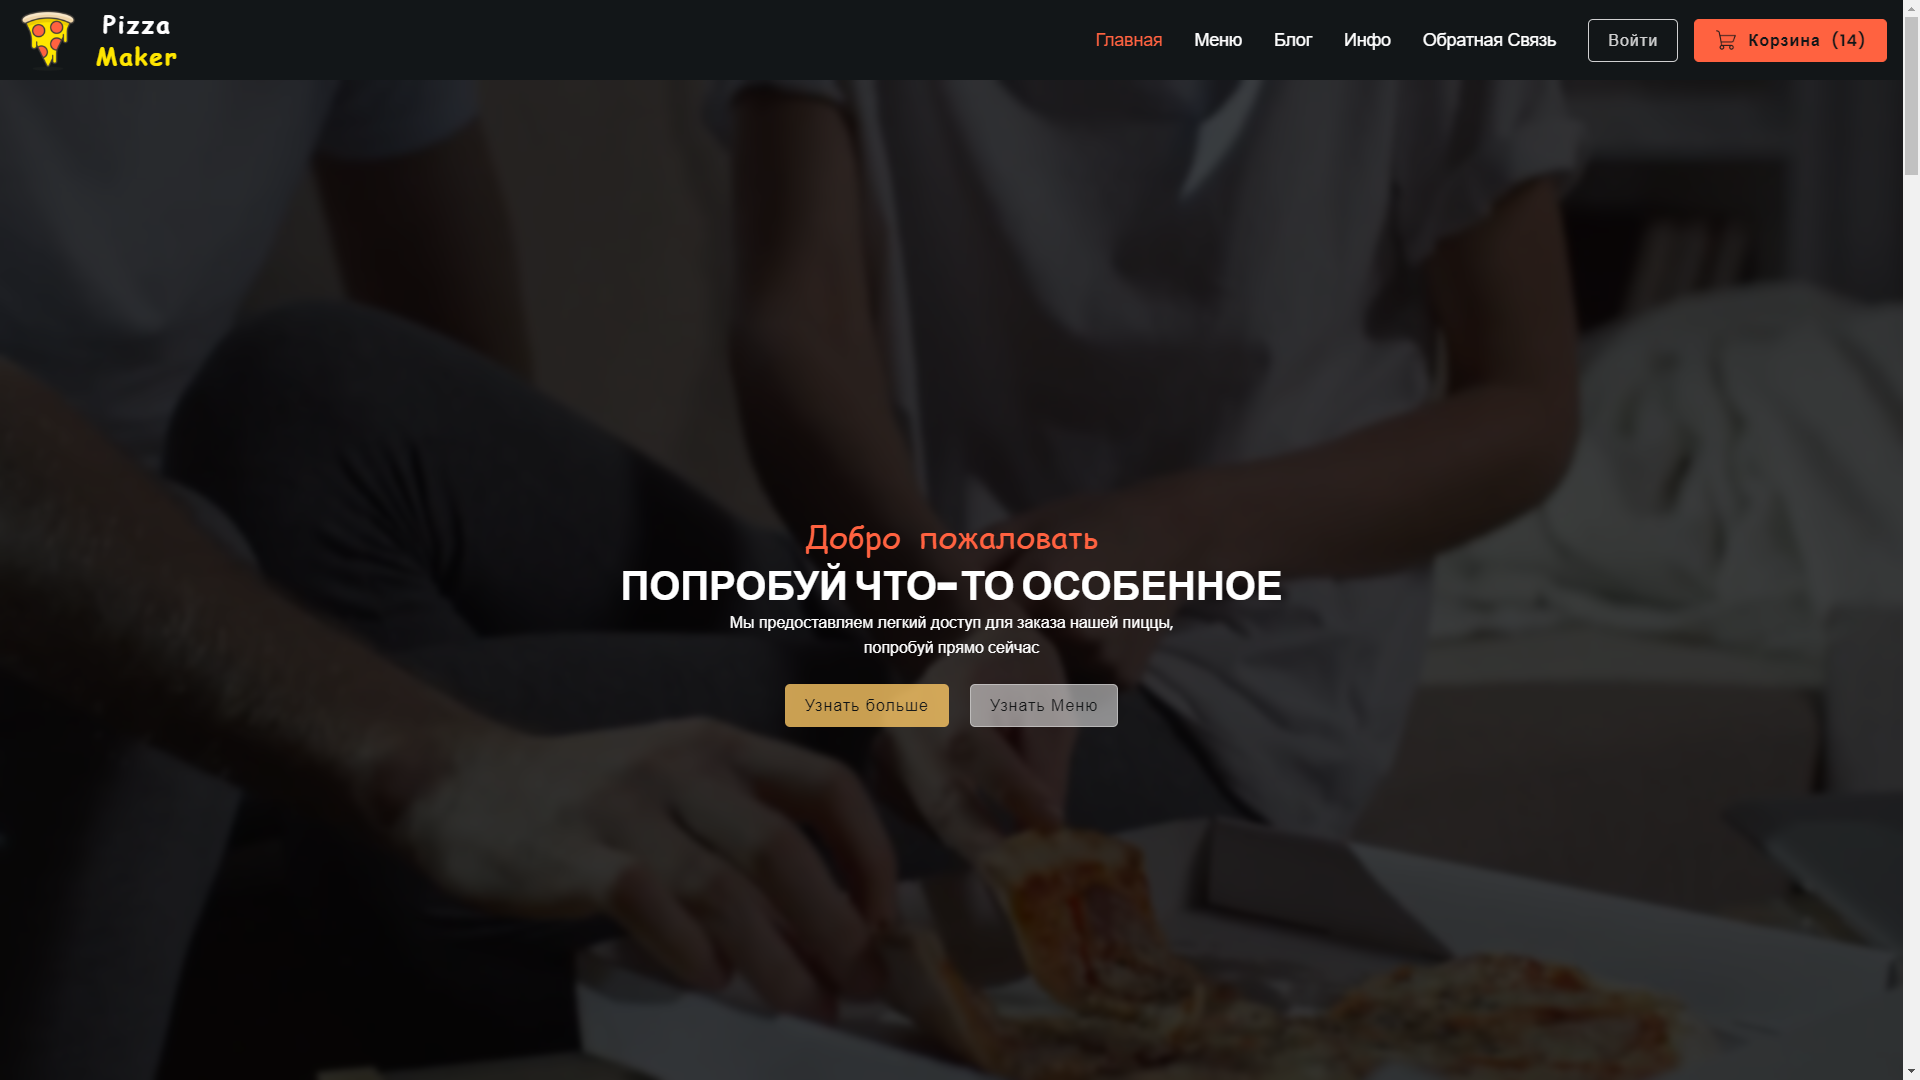 Pizza
Maker
Главная
Меню
Блог
Инфо
Обратная Связь
Войти
Корзина (14)
Добро пожаловать
ПОПРОБУЙ ЧТО-ТО ОСОБЕННОЕ
Мы предоставляем легкий доступ для заказа нашей пиццы,
попробуй прямо сейчас
Узнать больше
Узнать Меню